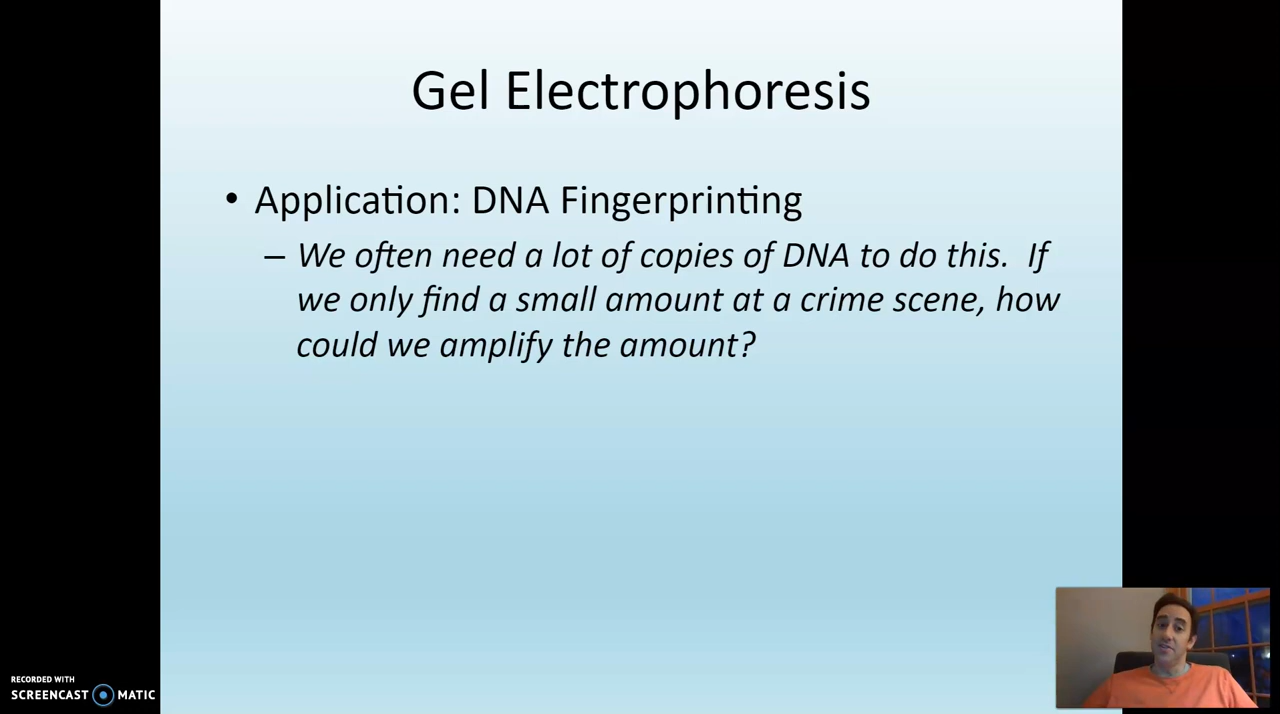 Gel Electrophoresis
• Application: DNA Fingerprinting
– We often need a lot of copies of DNA to do this.  If
we only find a small amount at a crime scene, how
could we amplify the amount?
RECORDED WITH
SCREENCAST MATIC